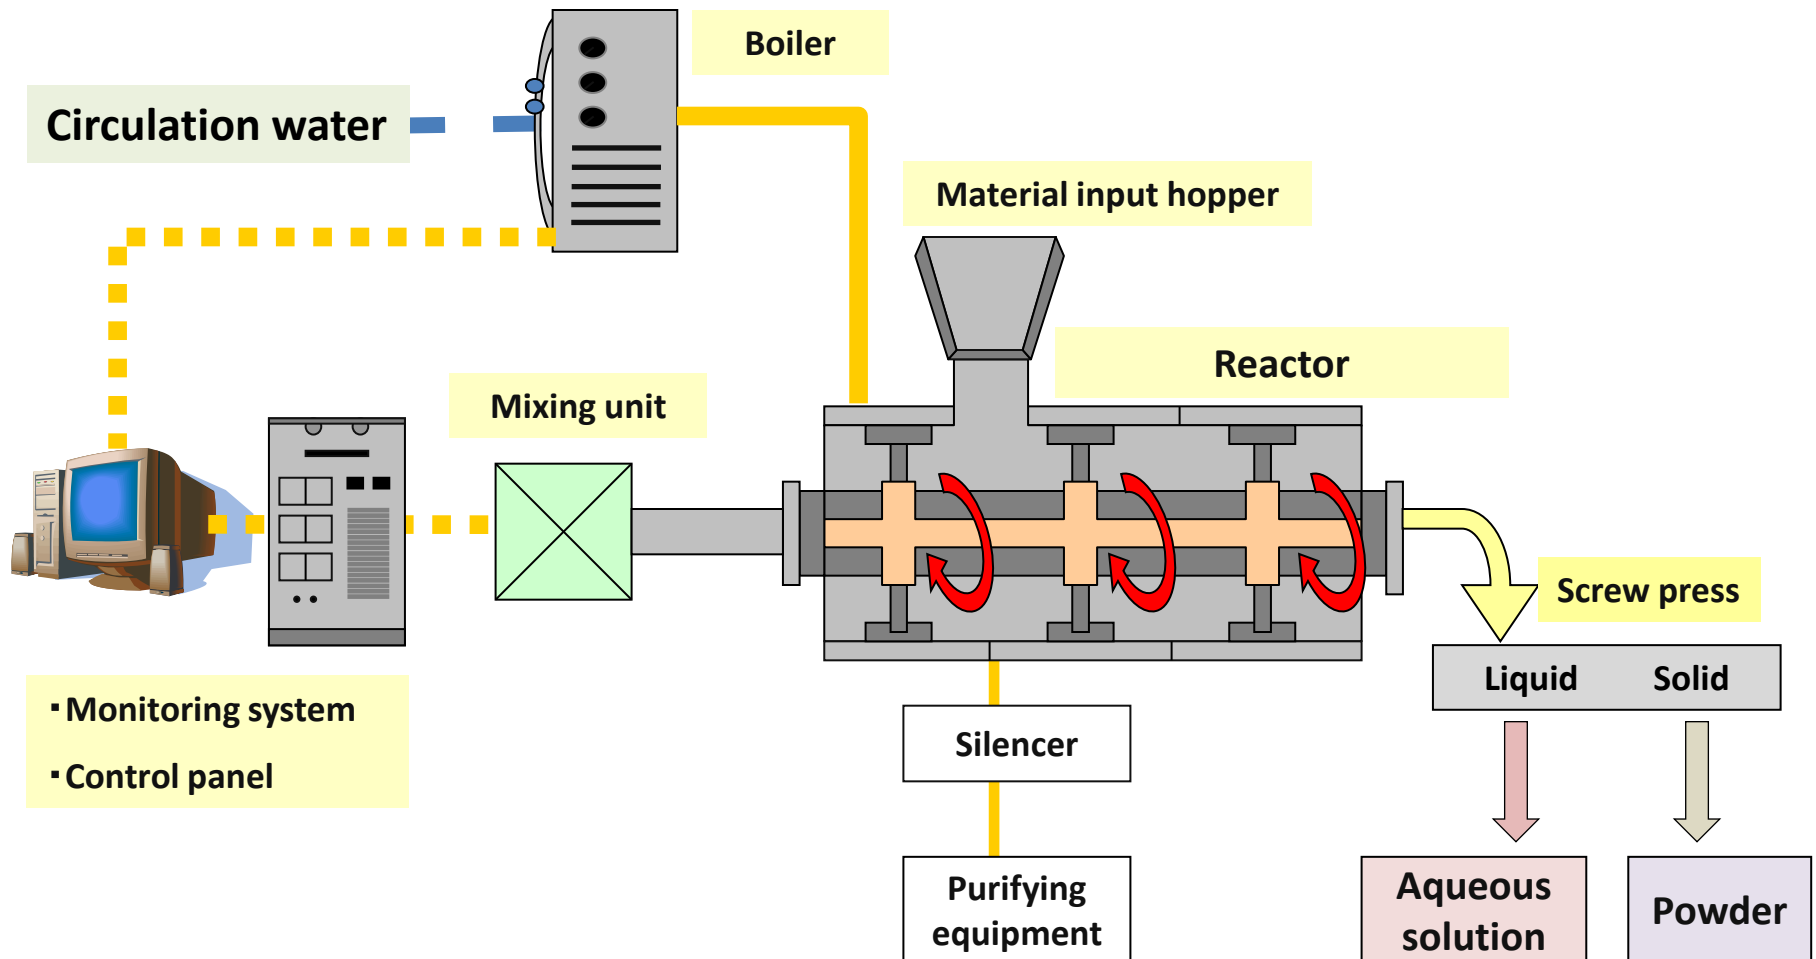 Boiler
Circulation water
Material input hopper
Reactor
Mixing unit
Screw press
Liquid Solid
▪Monitoring system
▪Control panel
Silencer
Purifying
equipment
Aqueous
solution
Powder